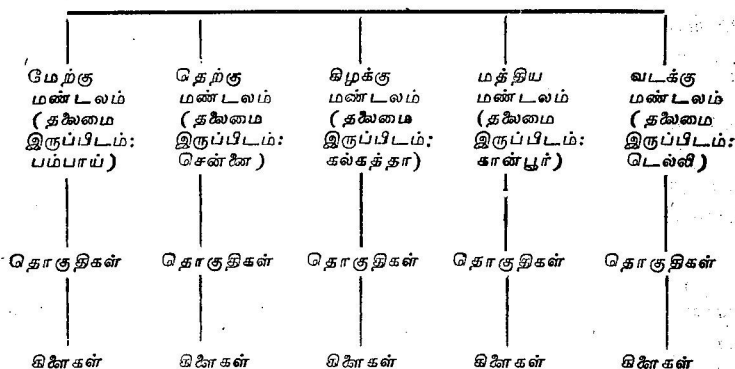 மேற்கு தெற்கு கிழக்கு மத்திய வடக்கு
மண்டலம் மண்டலம் மண்டலம் மண்டலம் மண்டலம்
(தலைமை (தலைமை (தலைமை (தலைமை (தலைமை
இருப்பிடம்: இருப்பிடம்: இருப்பிடம்: இருப்பிடம்: இருப்பிடம்:
பம்பாய்) சென்னை) கல்கத்தா) கான்பூர்) டெல்லி)
தொகுதிகள் தொகுதிகள் தொகுதிகள் தொகுதிகள் தொகுதிகள்
கிளைகள் கிளைகள் கிளைகள் கிளைகள் கிளைகள்